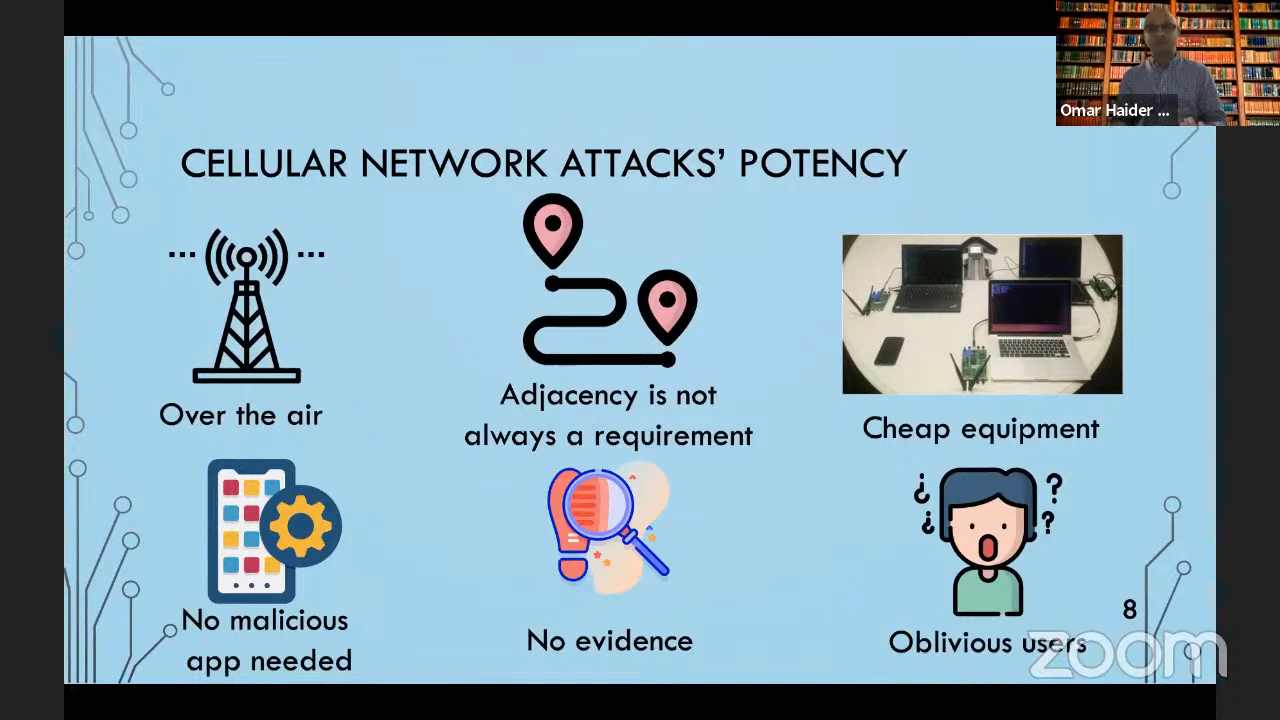 Omar Haider ...
CELLULAR NETWORK ATTACKS’ POTENCY
Over the air
Adjacency is not
always a requirement
Cheap equipment
No malicious
app needed
No evidence
Oblivious users
8
zoom